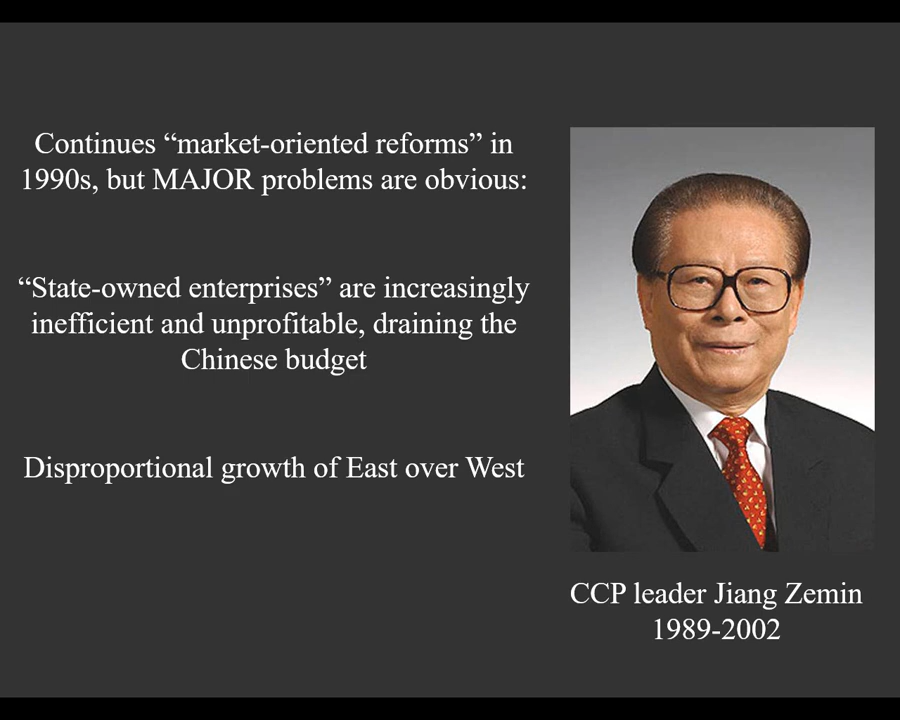 Continues “market-oriented reforms” in
1990s, but MAJOR problems are obvious:
“State-owned enterprises” are increasingly
inefficient and unprofitable, draining the
Chinese budget
Disproportional growth of East over West
CCP leader Jiang Zemin
1989-2002